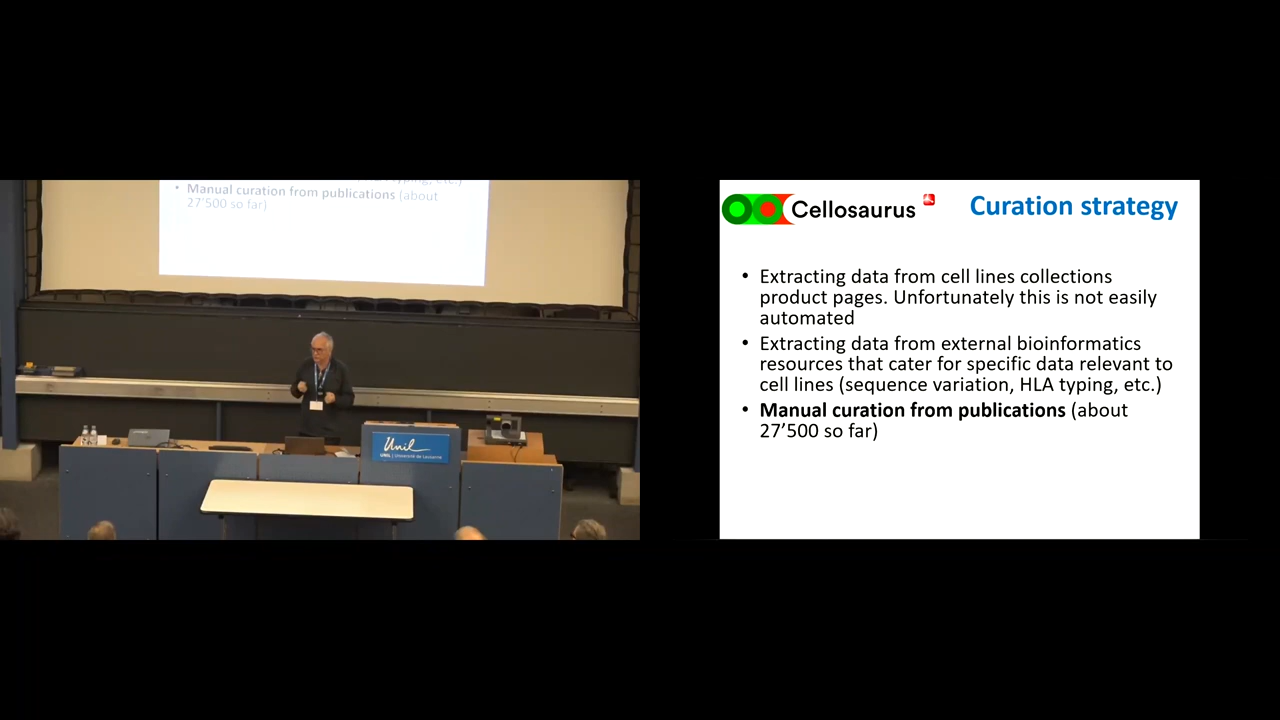 Manual curation from publications (about
27'500 so far)
Unil
UNIL | Université de Lausanne
Cellosaurus
Curation strategy
• Extracting data from cell lines collections
product pages. Unfortunately this is not easily
automated
• Extracting data from external bioinformatics
resources that cater for specific data relevant to
cell lines (sequence variation, HLA typing, etc.)
• Manual curation from publications (about
27’500 so far)